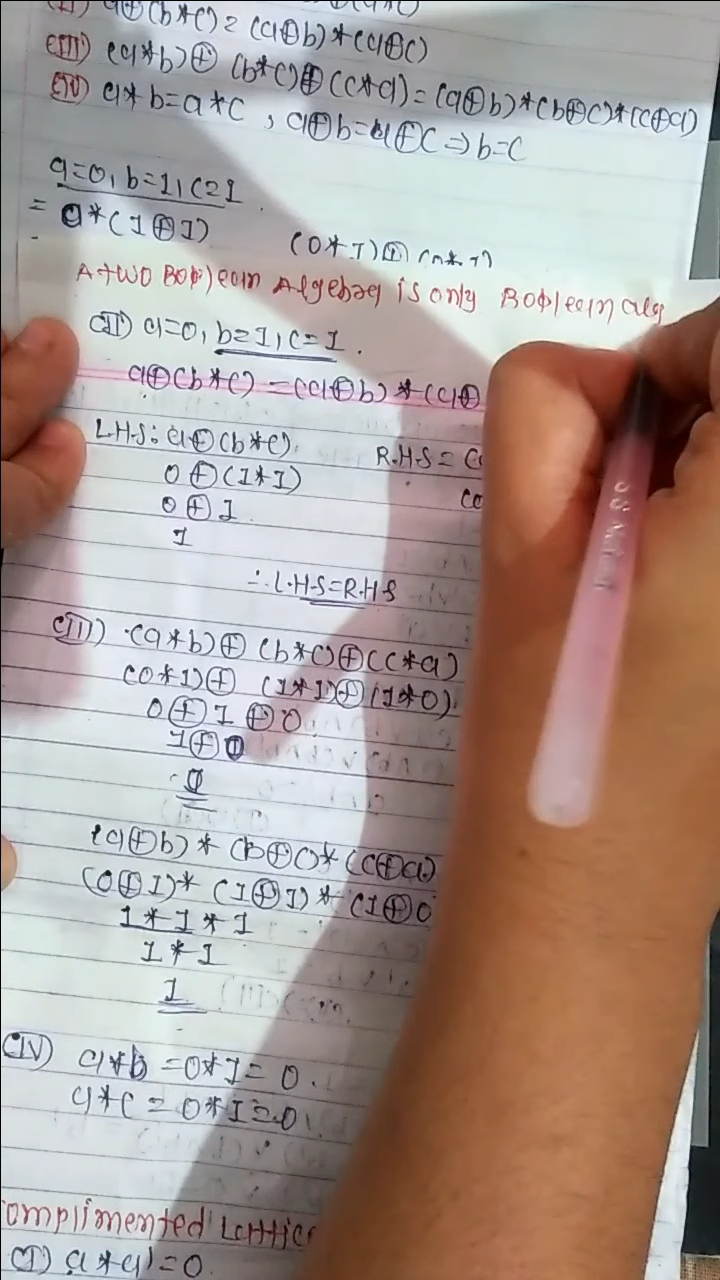 (II) a⊕(b*c) = (a⊕b)*(a⊕c)
(III) (a*b)⊕ (b*c)⊕(c*a) = (a⊕b)*(b⊕c)*(c⊕a)
(IV) a*b=a*c , a⊕b=a⊕c ⇒ b=c
a=0, b=1, c=1
= a*(1⊕1) (0*1)⊕
A two Boolean Algebra is only Boolean alg
(II) a=0, b=1, c=1.
a⊕(b*c) = (a⊕b)*(a⊕
LHS: a⊕(b*c). R.H.S =
0⊕(1*1)
0⊕1
1
∴ L.H.S=R.H.S
(III) (a*b)⊕ (b*c)⊕(c*a)
(0*1)⊕ (1*1)⊕(1*0)
0⊕1⊕0
1⊕0
(a⊕b)* (b⊕c)*(c⊕a)
(0⊕1)* (1⊕1)* (1⊕0
1*1*1
1*1
1
(IV) a*b = 0*1= 0.
a*c = 0*1=0
omplimented Lattice
(I) a*a'=0